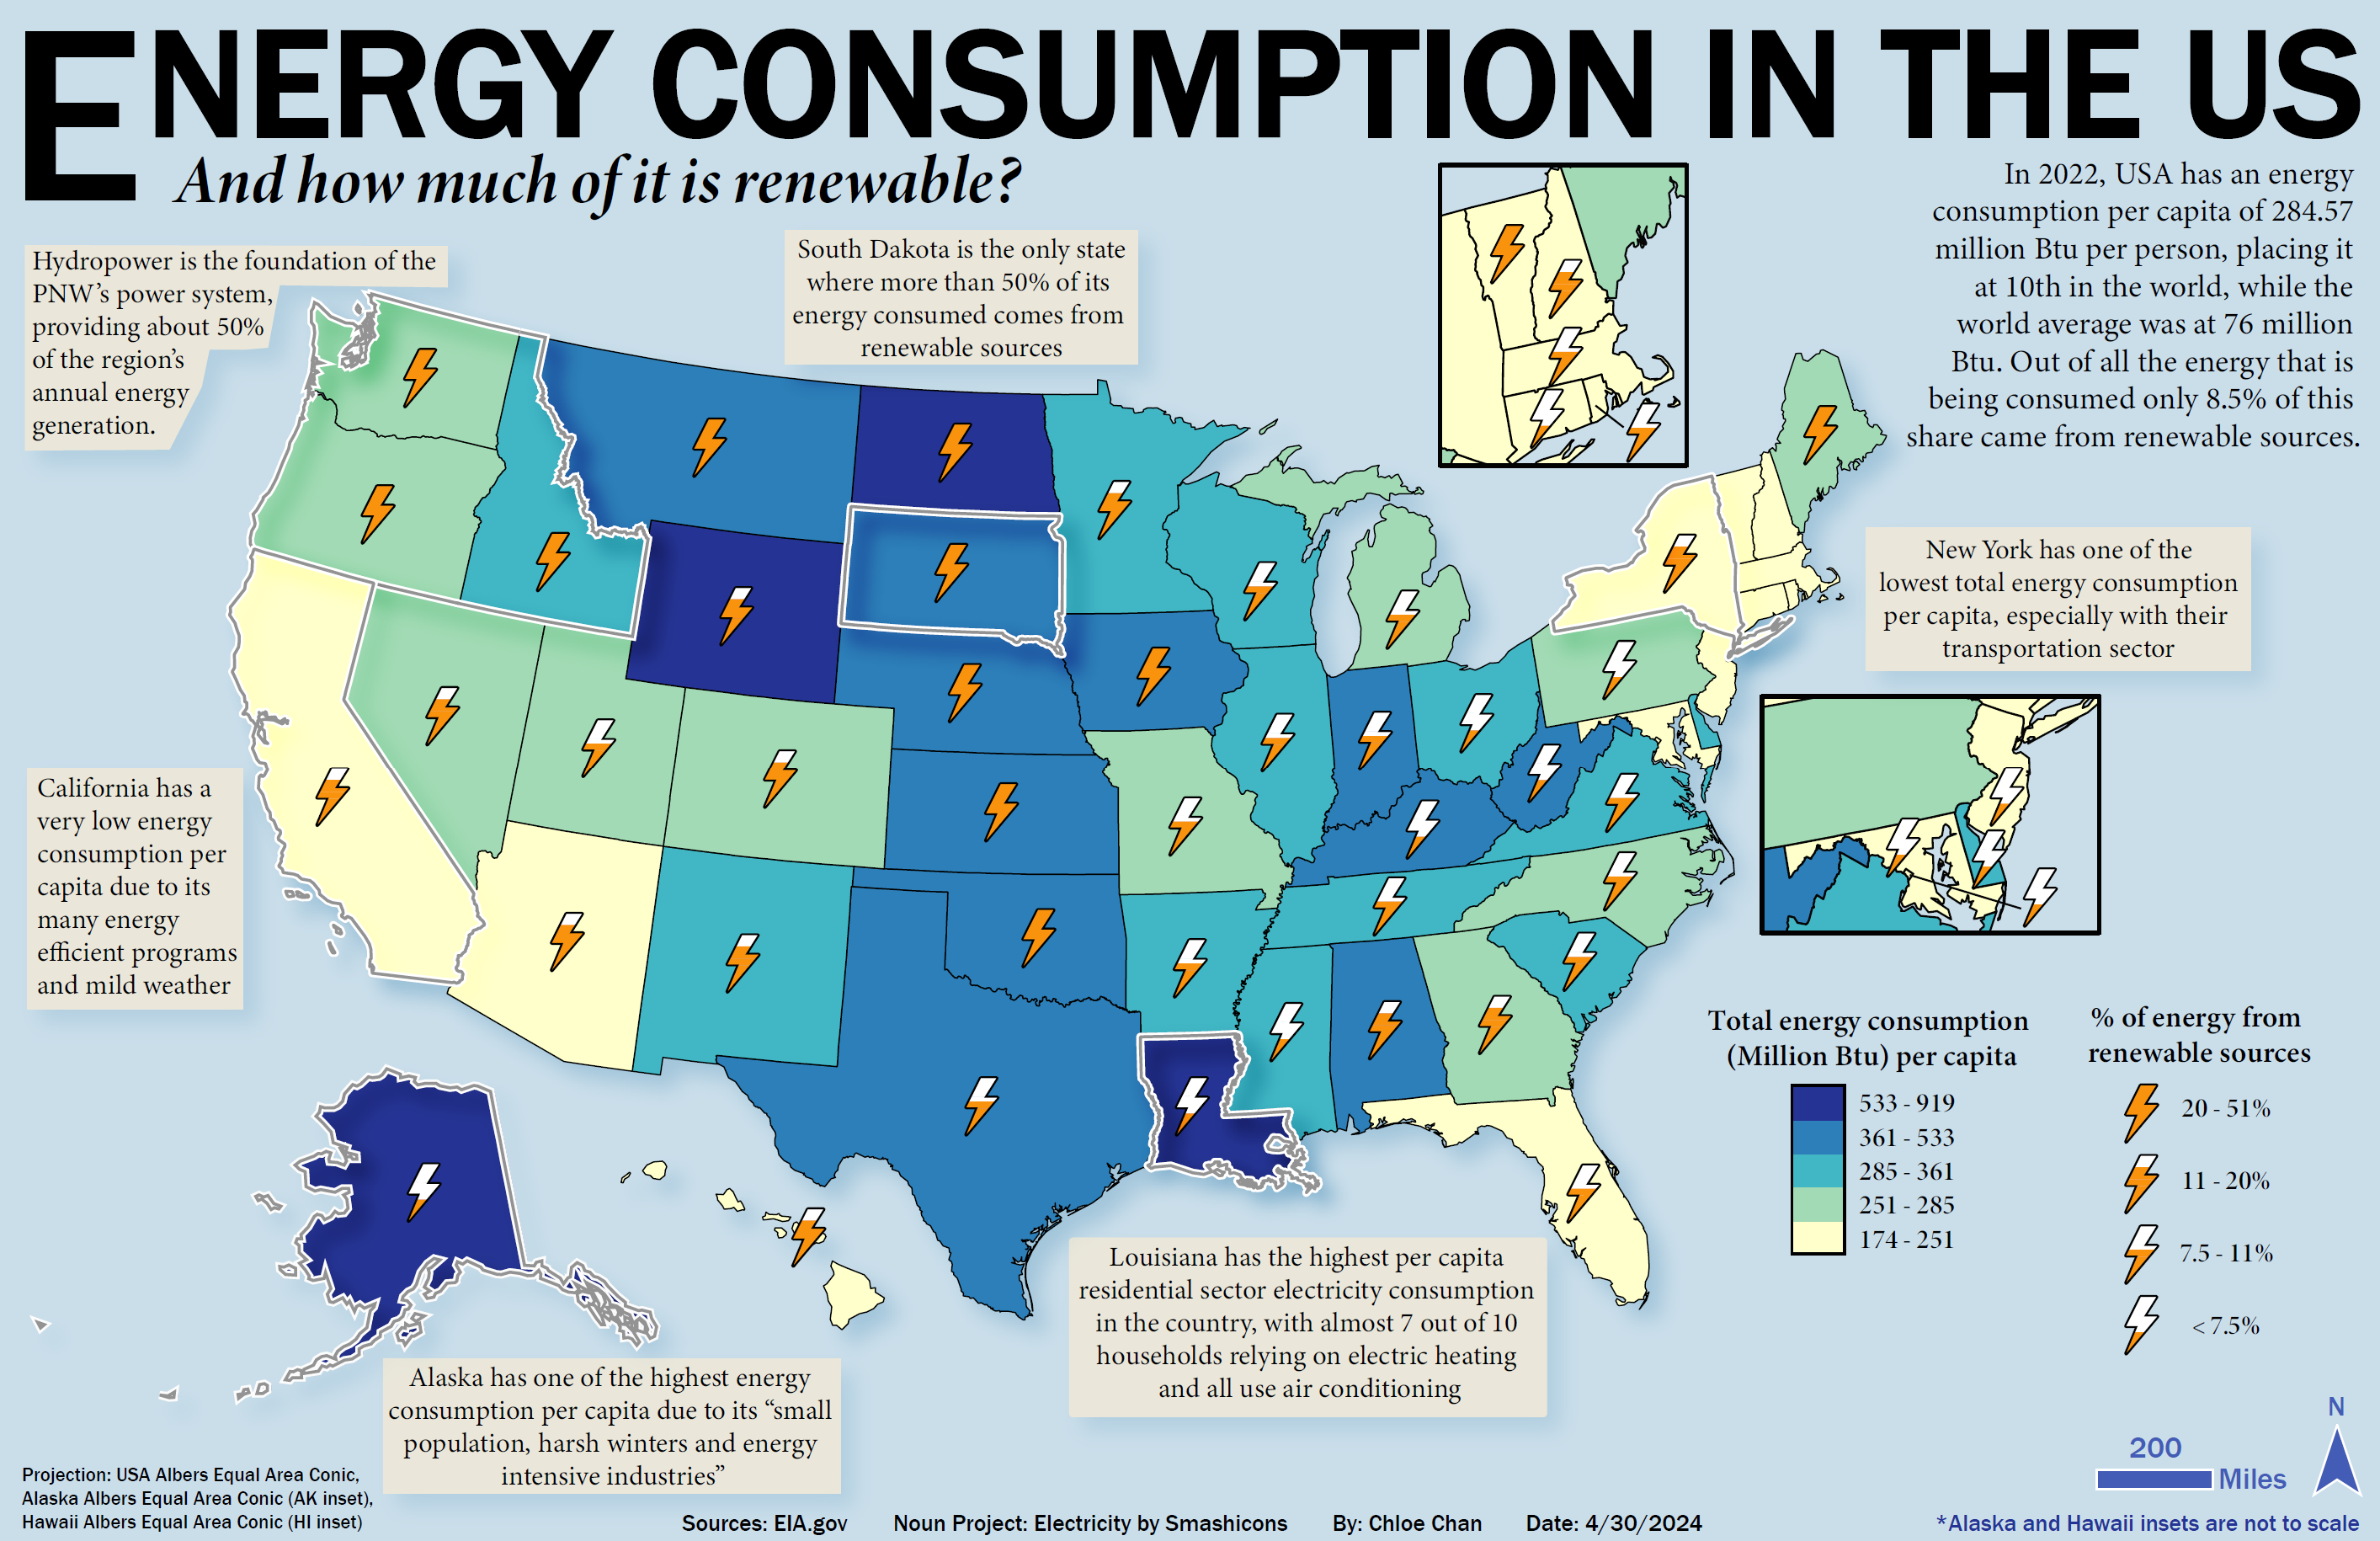 ENERGY CONSUMPTION IN THE US
And how much of it is renewable?
In 2022, USA has an energy
consumption per capita of 284.57
million Btu per person, placing it
at 10th in the world, while the
world average was at 76 million
Btu. Out of all the energy that is
being consumed only 8.5% of this
share came from renewable sources.
Hydropower is the foundation of the
PNW’s power system,
providing about 50%
of the region’s
annual energy
generation.
South Dakota is the only state
where more than 50% of its
energy consumed comes from
renewable sources
New York has one of the
lowest total energy consumption
per capita, especially with their
transportation sector
California has a
very low energy
consumption per
capita due to its
many energy
efficient programs
and mild weather
Total energy consumption
(Million Btu) per capita
533 - 919
361 - 533
285 - 361
251 - 285
174 - 251
% of energy from
renewable sources
20 - 51%
11 - 20%
7.5 - 11%
< 7.5%
Louisiana has the highest per capita
residential sector electricity consumption
in the country, with almost 7 out of 10
households relying on electric heating
and all use air conditioning
Alaska has one of the highest energy
consumption per capita due to its “small
population, harsh winters and energy
intensive industries”
N
200
Miles
Projection: USA Albers Equal Area Conic,
Alaska Albers Equal Area Conic (AK inset),
Hawaii Albers Equal Area Conic (HI inset)
Sources: EIA.gov
Noun Project: Electricity by Smashicons
By: Chloe Chan
Date: 4/30/2024
*Alaska and Hawaii insets are not to scale